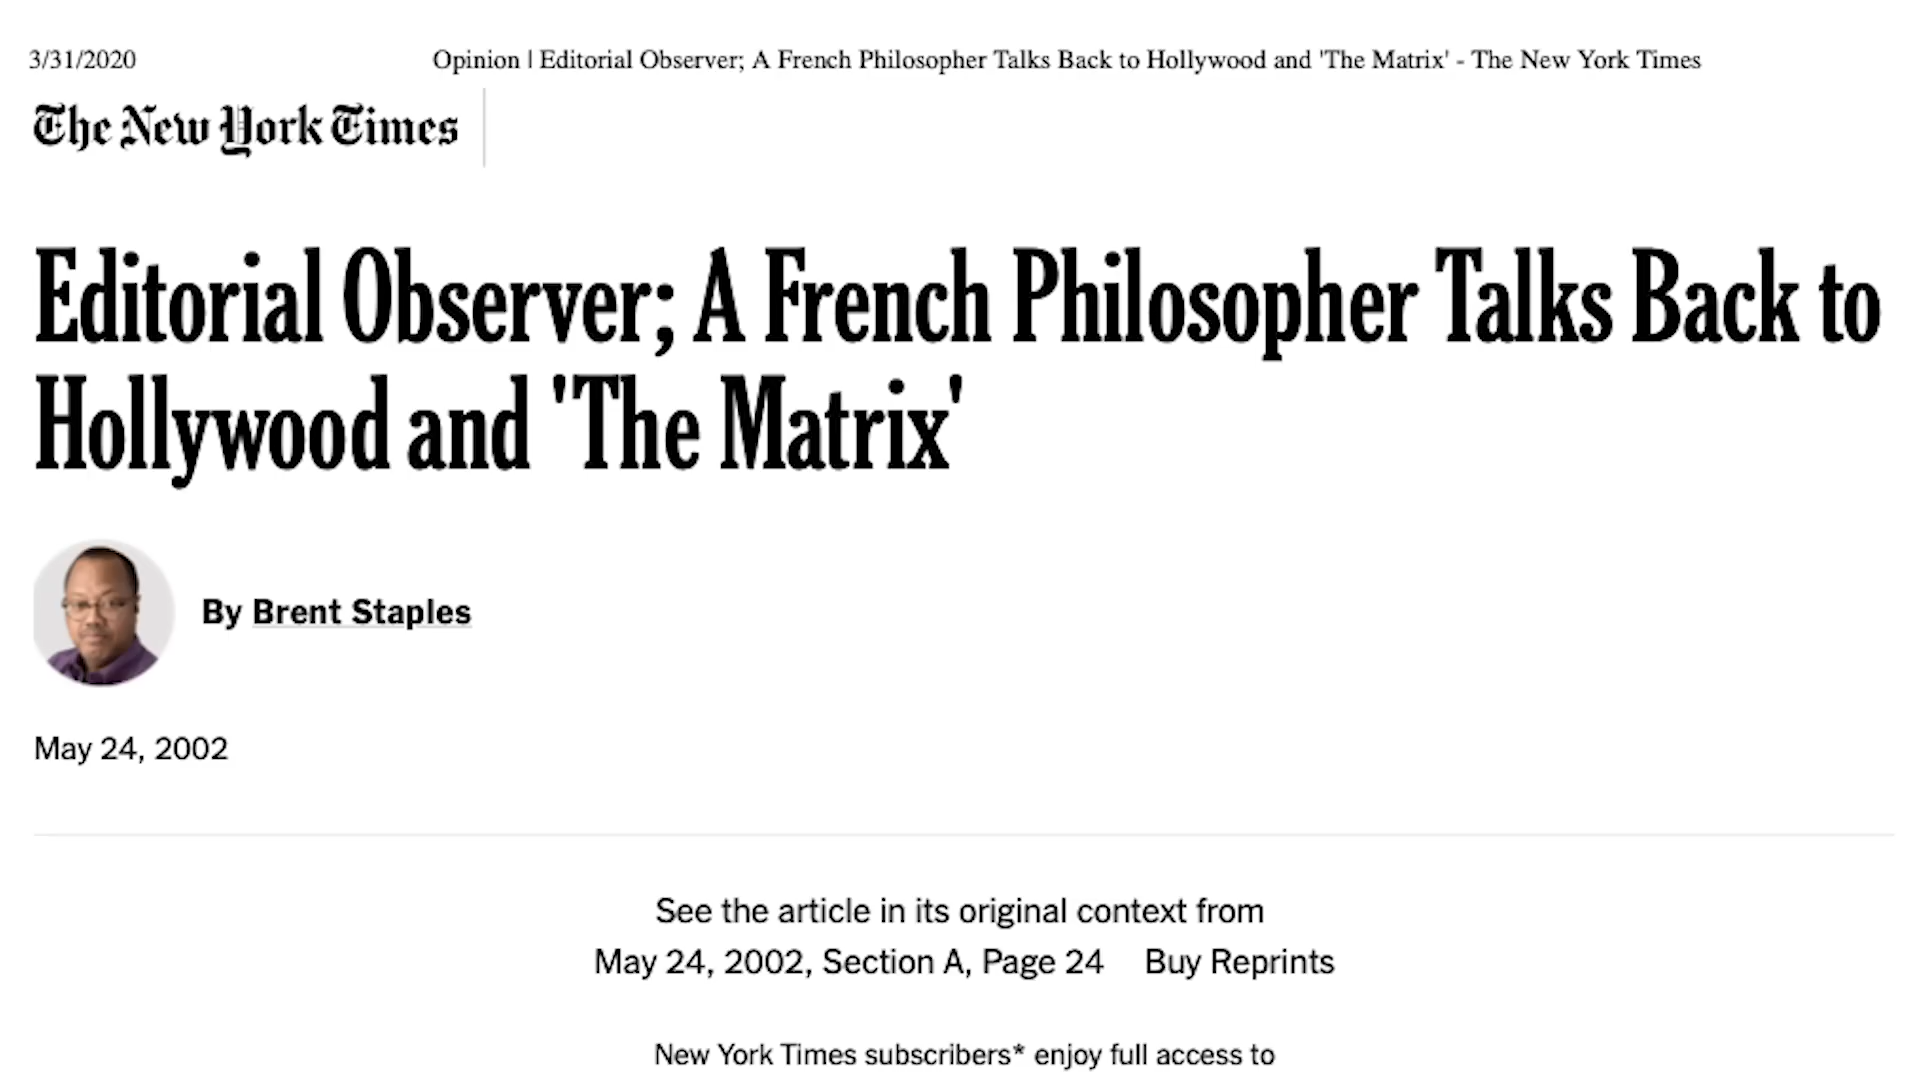 3/31/2020 Opinion | Editorial Observer; A French Philosopher Talks Back to Hollywood and 'The Matrix' - The New York Times
The New York Times
Editorial Observer; A French Philosopher Talks Back to
Hollywood and 'The Matrix'
By Brent Staples
May 24, 2002
See the article in its original context from
May 24, 2002, Section A, Page 24 Buy Reprints
New York Times subscribers* enjoy full access to